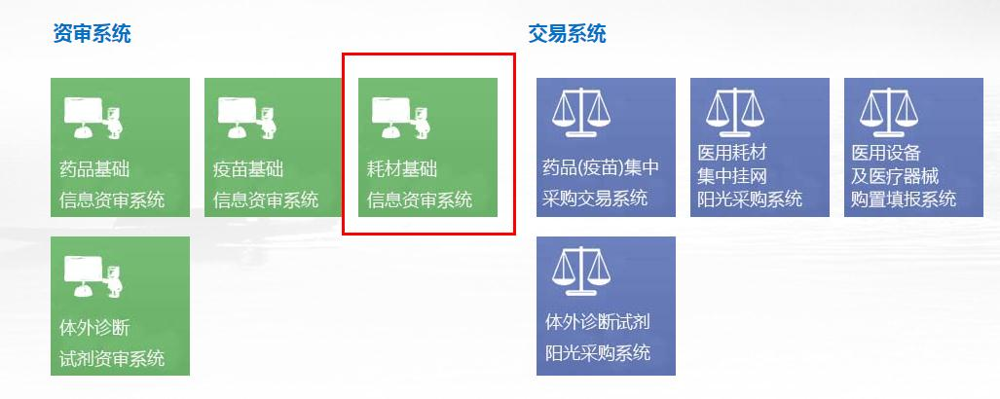 资审系统
药品基础
信息资审系统
疫苗基础
信息资审系统
耗材基础
信息资审系统
体外诊断
试剂资审系统
交易系统
药品(疫苗)集中
采购交易系统
医用耗材
集中挂网
阳光采购系统
医用设备
及医疗器械
购置填报系统
体外诊断试剂
阳光采购系统